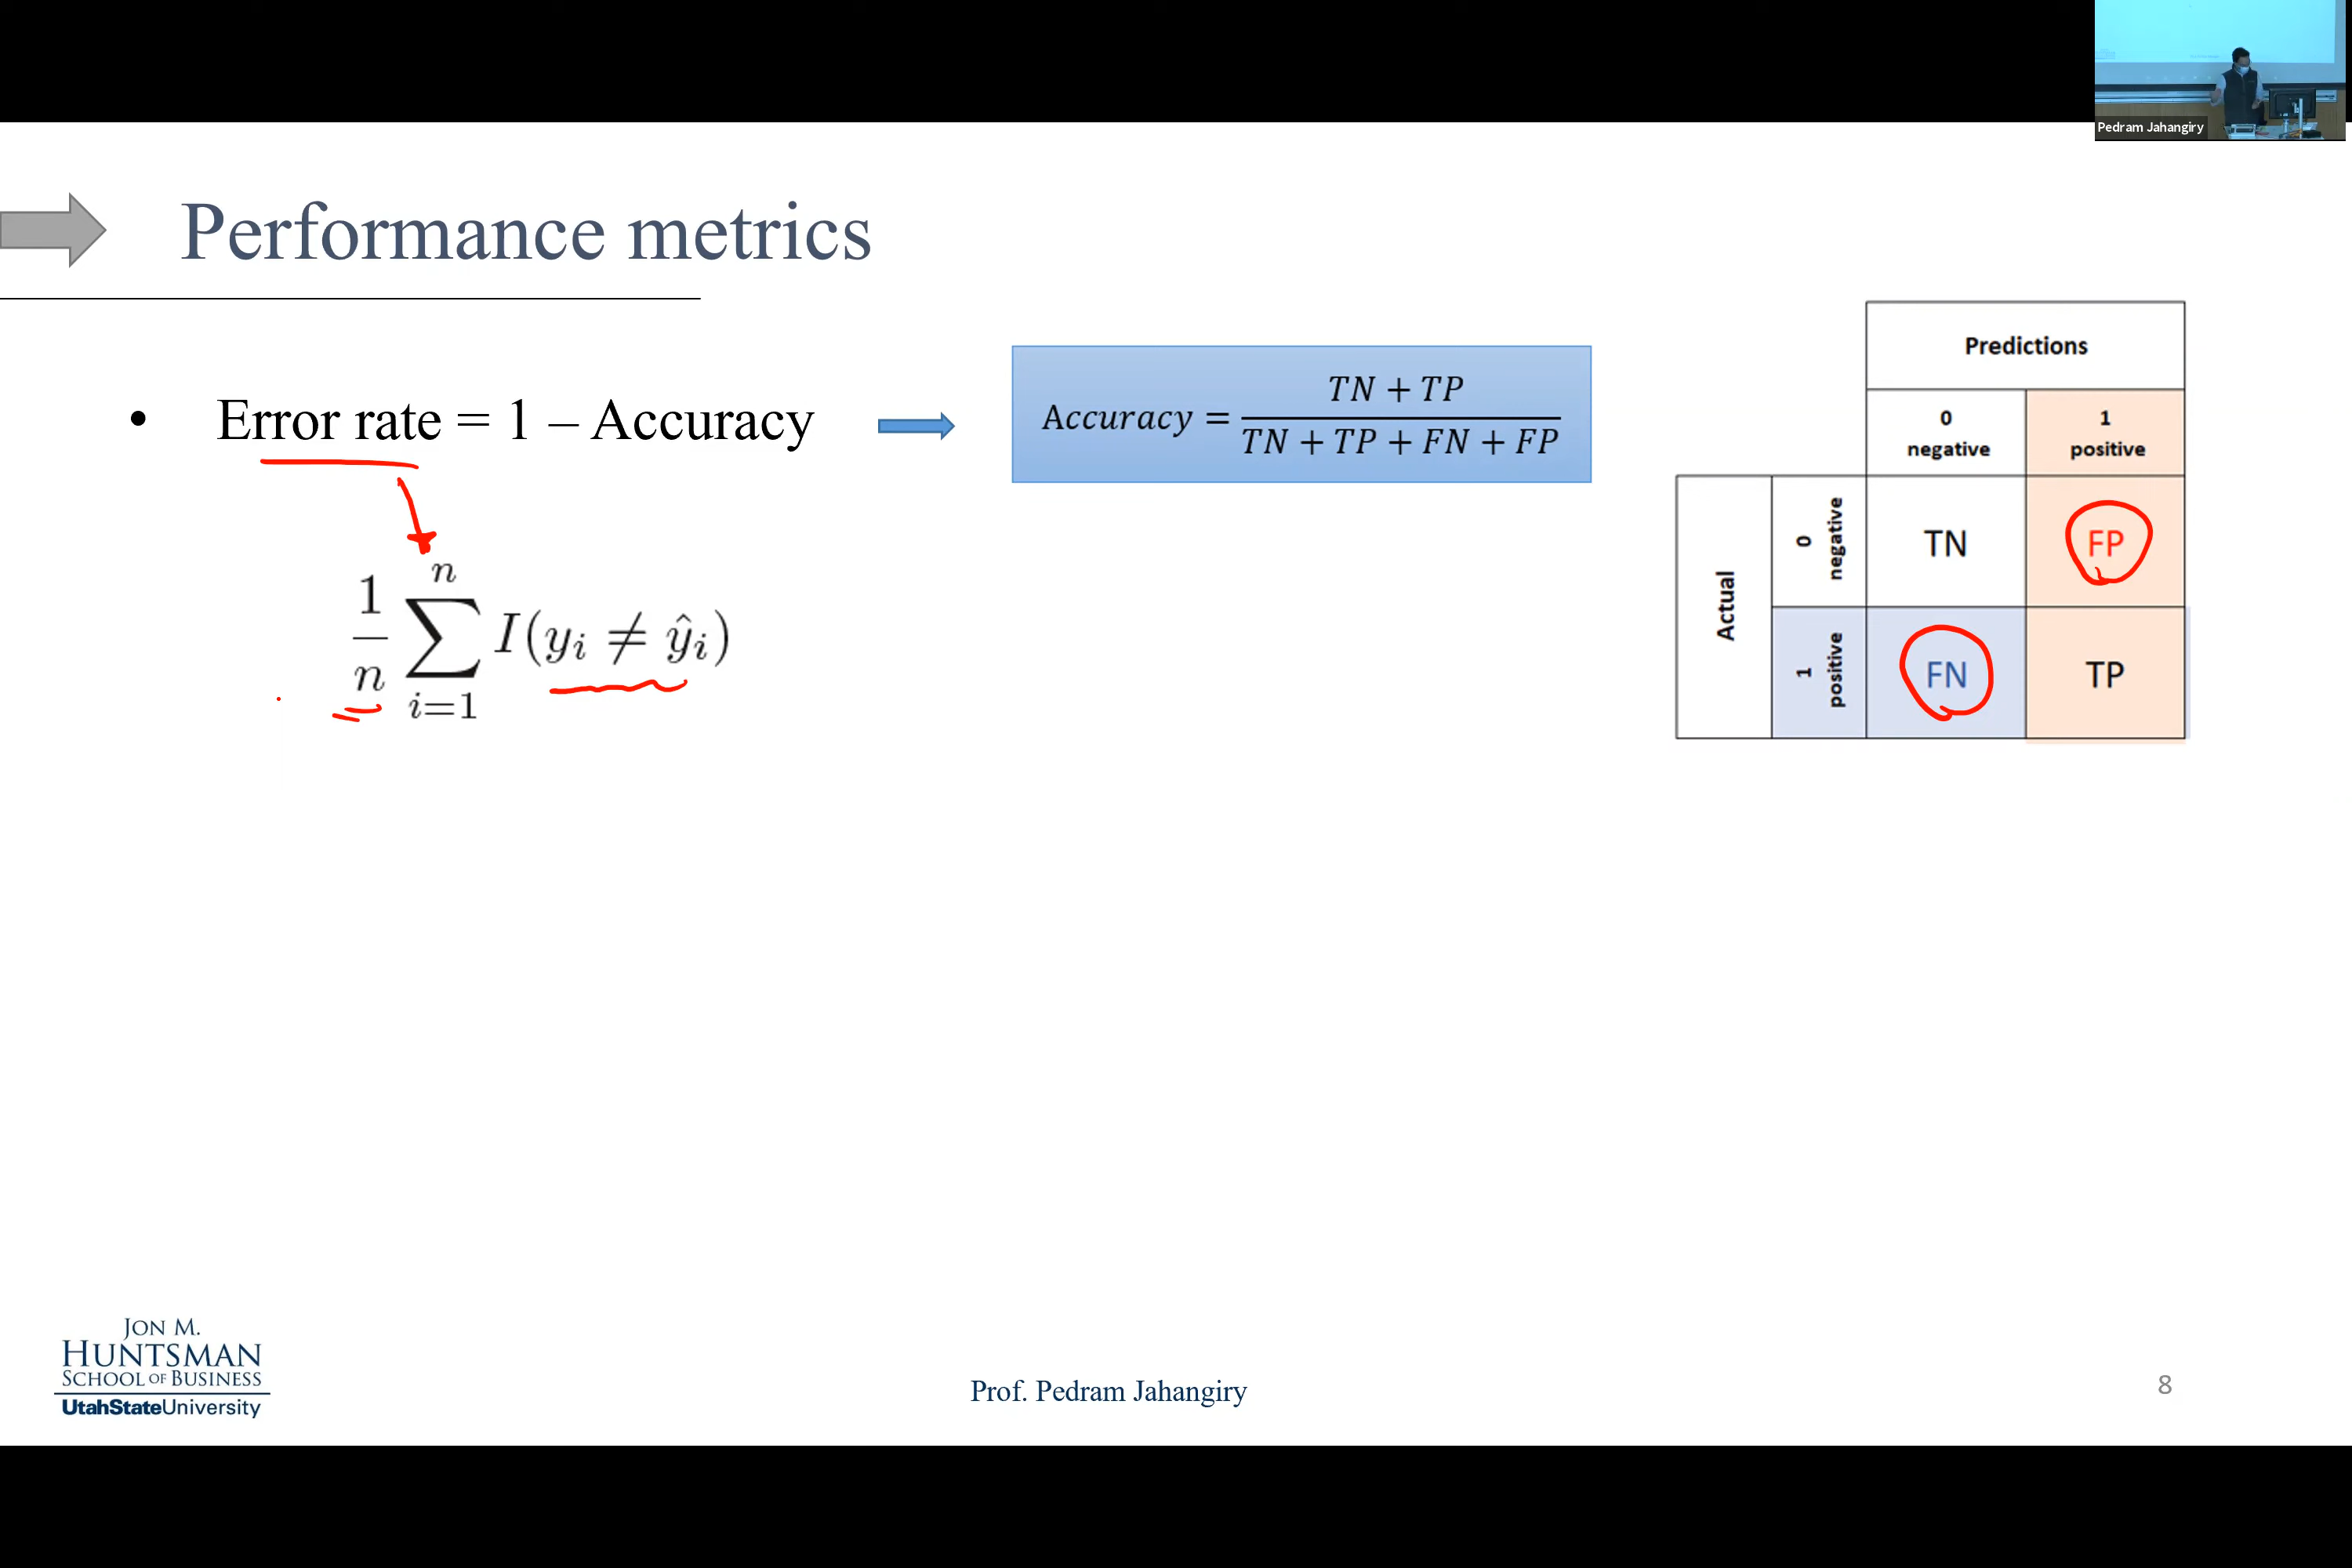 Pedram Jahangiry
Performance metrics
• Error rate = 1 – Accuracy
Accuracy = (TN + TP) / (TN + TP + FN + FP)
1/n ∑_{i=1}^{n} I(y_i ≠ ŷ_i)
Predictions
0 negative
1 positive
Actual
0 negative
TN
FP
1 positive
FN
TP
JON M.
HUNTSMAN
SCHOOL OF BUSINESS
UtahStateUniversity
Prof. Pedram Jahangiry
8